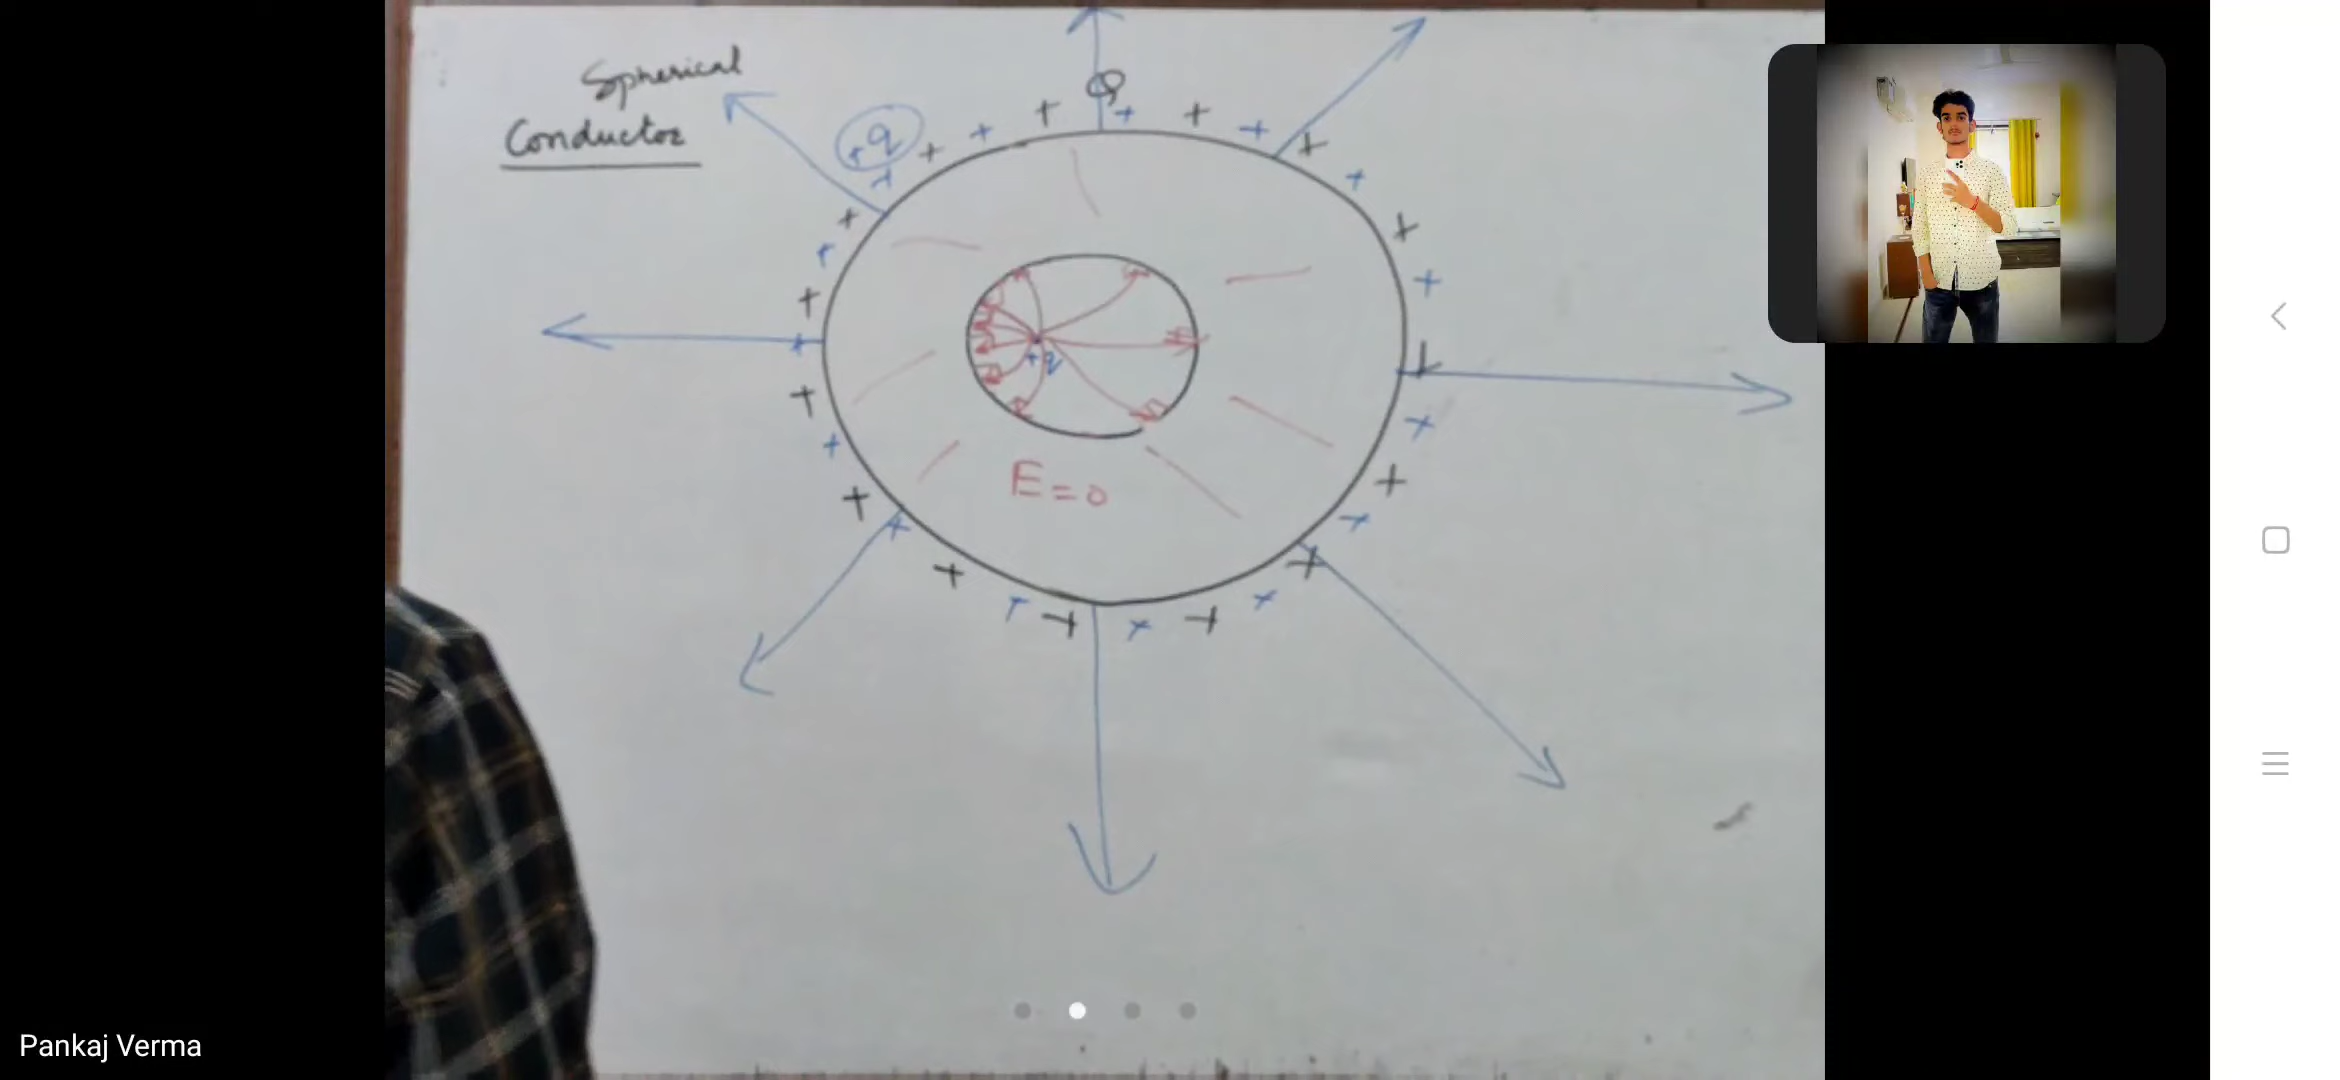 Spherical
Conductor
Q
+q
+q
E=0
Pankaj Verma